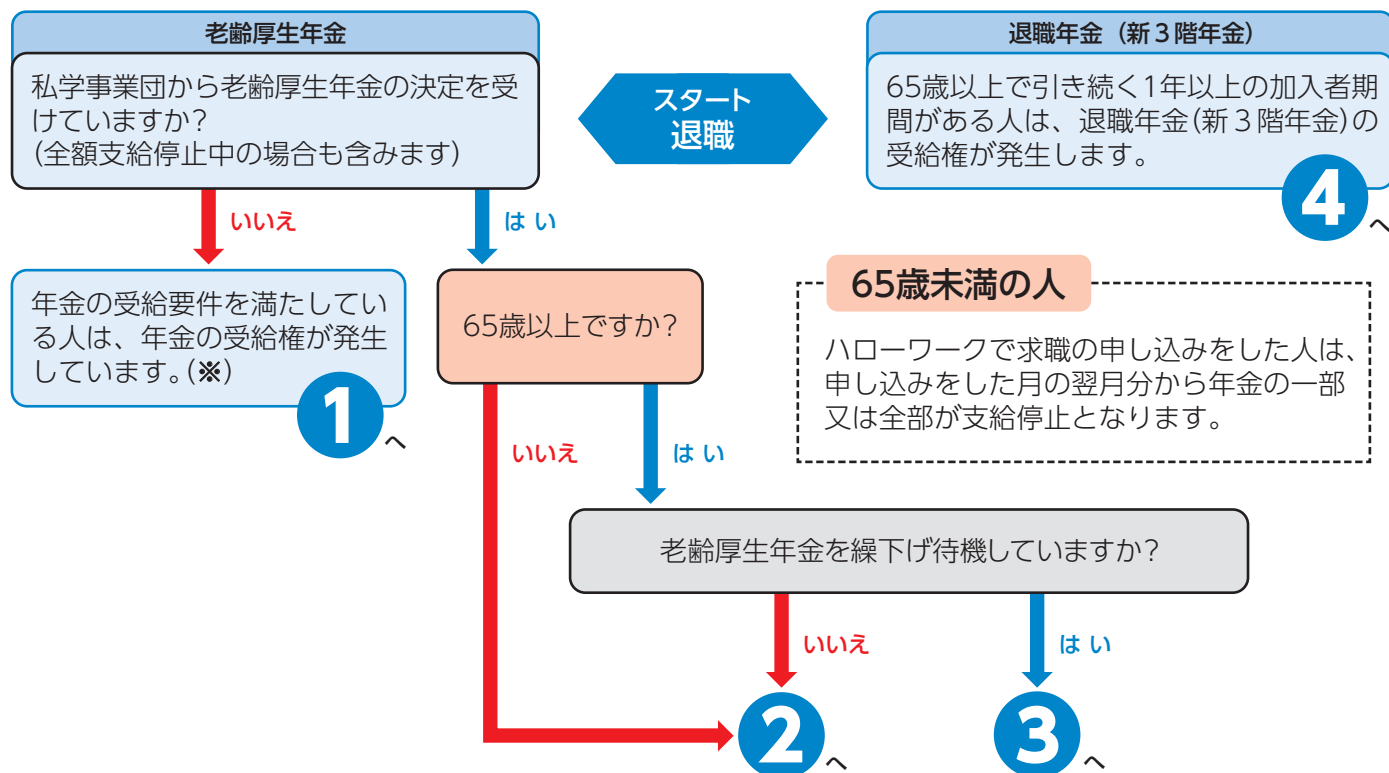 老齢厚生年金
私学事業団から老齢厚生年金の決定を受
けていますか?
(全額支給停止中の場合も含みます)
スタート
退職
退職年金(新3階年金)
65歳以上で引き続く1年以上の加入者期
間がある人は、退職年金(新3階年金)の
受給権が発生します。
4へ
いいえ
はい
年金の受給要件を満たしてい
る人は、年金の受給権が発生
しています。(※)
1へ
65歳以上ですか?
65歳未満の人
ハローワークで求職の申し込みをした人は、
申し込みをした月の翌月分から年金の一部
又は全部が支給停止となります。
いいえ
はい
老齢厚生年金を繰下げ待機していますか?
いいえ
はい
2へ
3へ